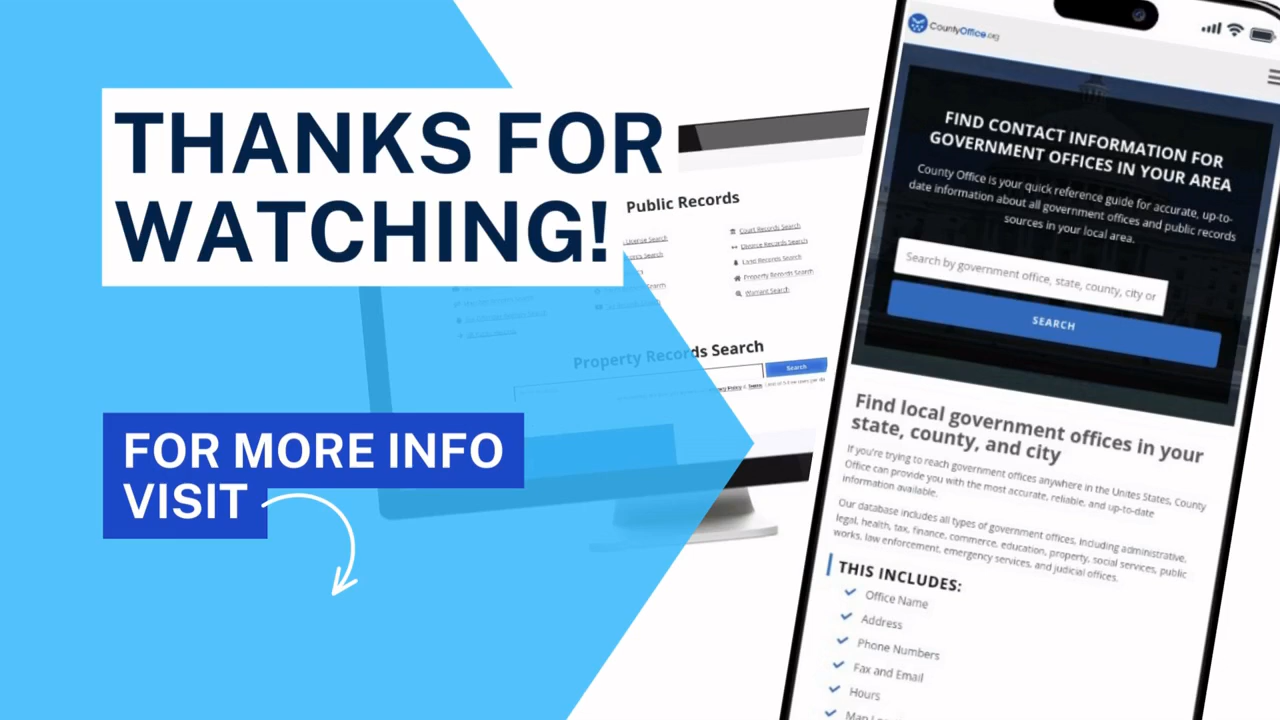 THANKS FOR
WATCHING!
FOR MORE INFO
VISIT
Public Records
License Search
Search
Court Records Search
Divorce Records Search
Land Records Search
Property Records Search
Warrant Search
Property Records Search
Search
CountyOffice.org
FIND CONTACT INFORMATION FOR
GOVERNMENT OFFICES IN YOUR AREA
County Office is your quick reference guide for accurate, up-to-
date information about all government offices and public records
sources in your local area.
Search by government office, state, county, city or
SEARCH
Find local government offices in your
state, county, and city
If you're trying to reach government offices anywhere in the Unites States, County
Office can provide you with the most accurate, reliable, and up-to-date
information available.
Our database includes all types of government offices, including administrative,
legal, health, tax, finance, commerce, education, property, social services, public
works, law enforcement, emergency services, and judicial offices.
THIS INCLUDES:
Office Name
Address
Phone Numbers
Fax and Email
Hours
Map